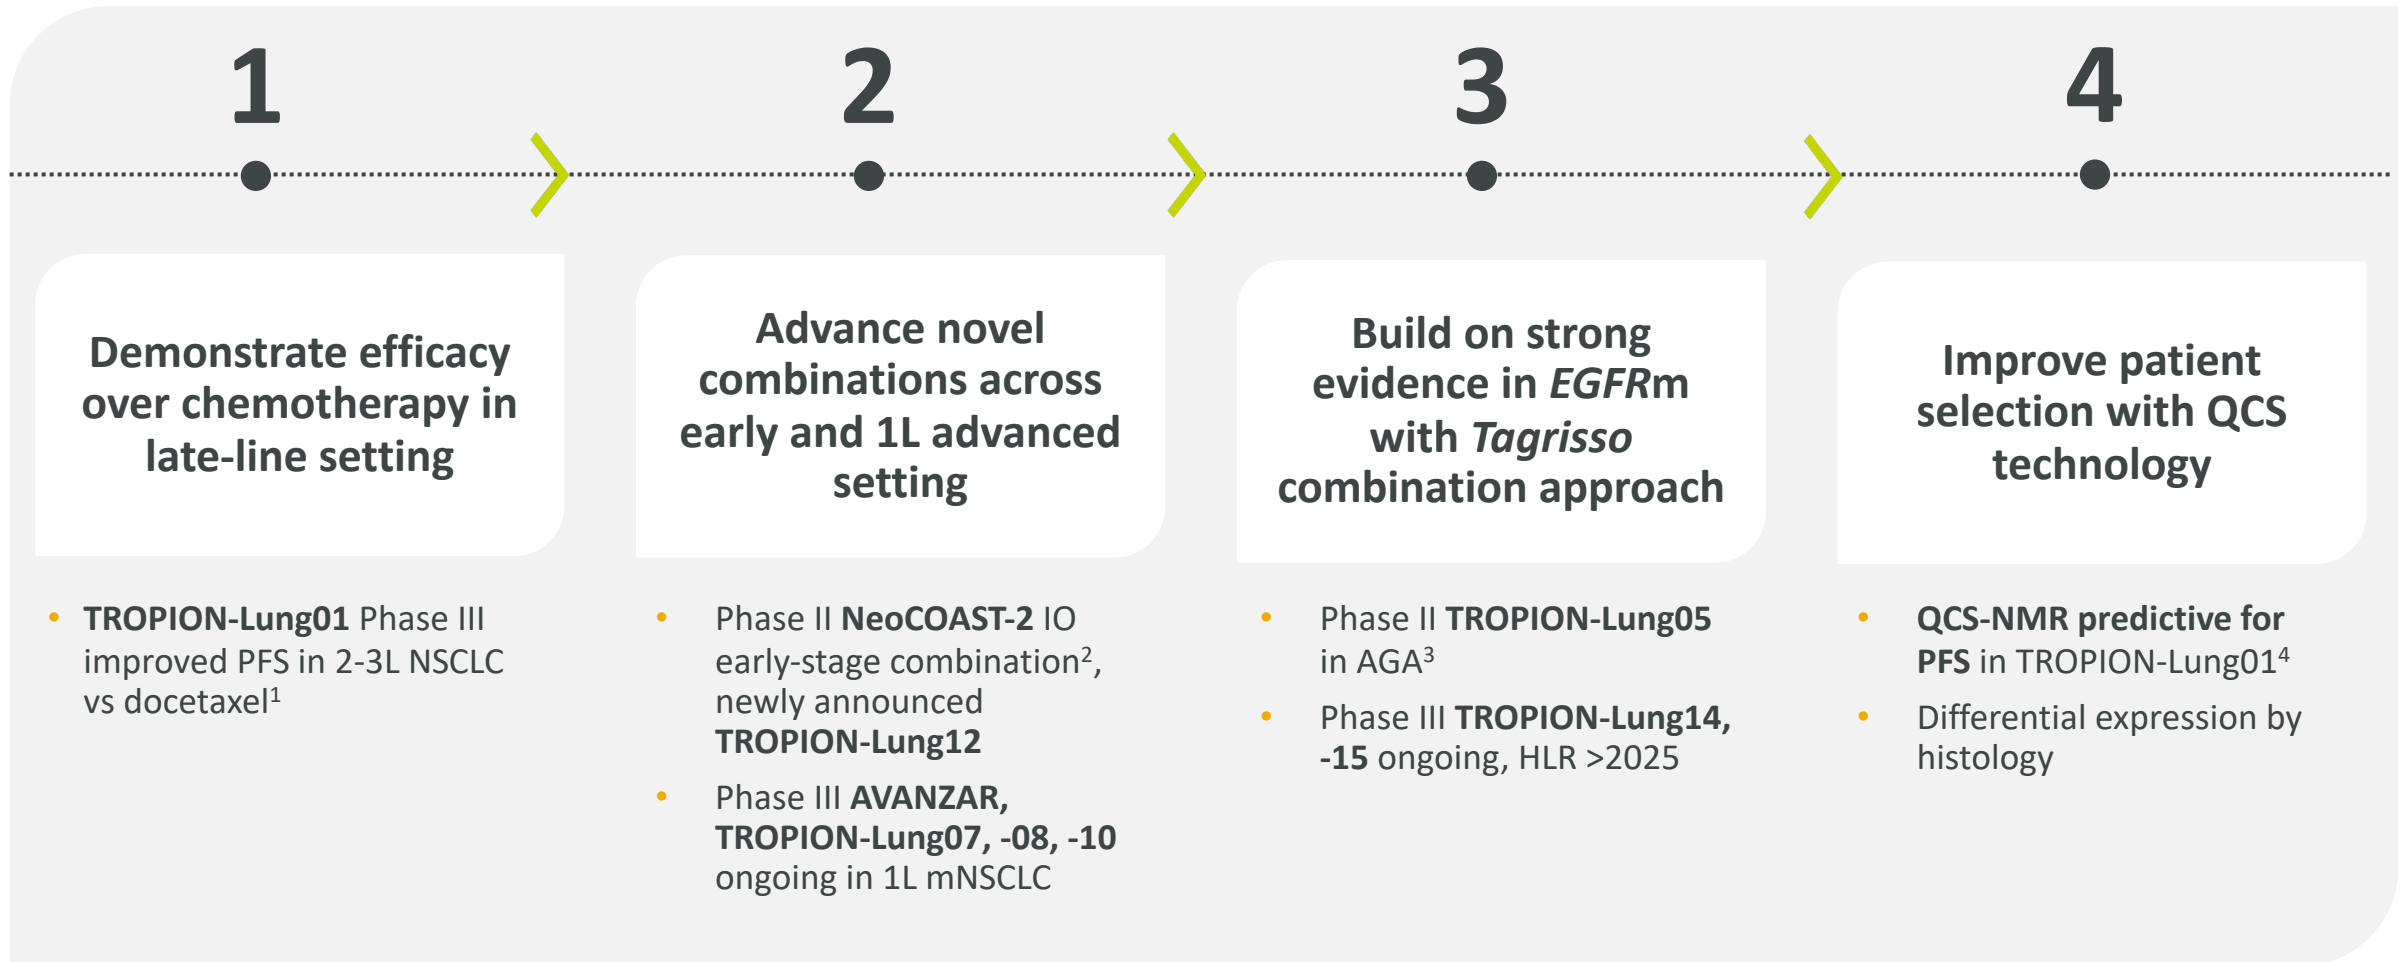 1
Demonstrate efficacy
over chemotherapy in
late-line setting
• TROPION-Lung01 Phase III
improved PFS in 2-3L NSCLC
vs docetaxel¹
2
Advance novel
combinations across
early and 1L advanced
setting
• Phase II NeoCOAST-2 IO
early-stage combination²,
newly announced
TROPION-Lung12
• Phase III AVANZAR,
TROPION-Lung07, -08, -10
ongoing in 1L mNSCLC
3
Build on strong
evidence in EGFRm
with Tagrisso
combination approach
• Phase II TROPION-Lung05
in AGA³
• Phase III TROPION-Lung14,
-15 ongoing, HLR >2025
4
Improve patient
selection with QCS
technology
• QCS-NMR predictive for
PFS in TROPION-Lung01⁴
• Differential expression by
histology